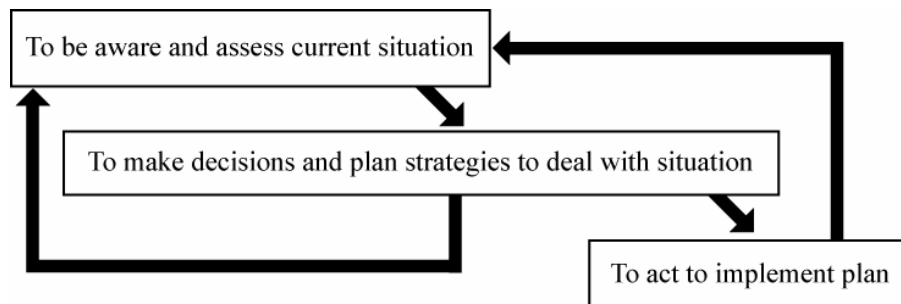 To be aware and assess current situation
To make decisions and plan strategies to deal with situation
To act to implement plan